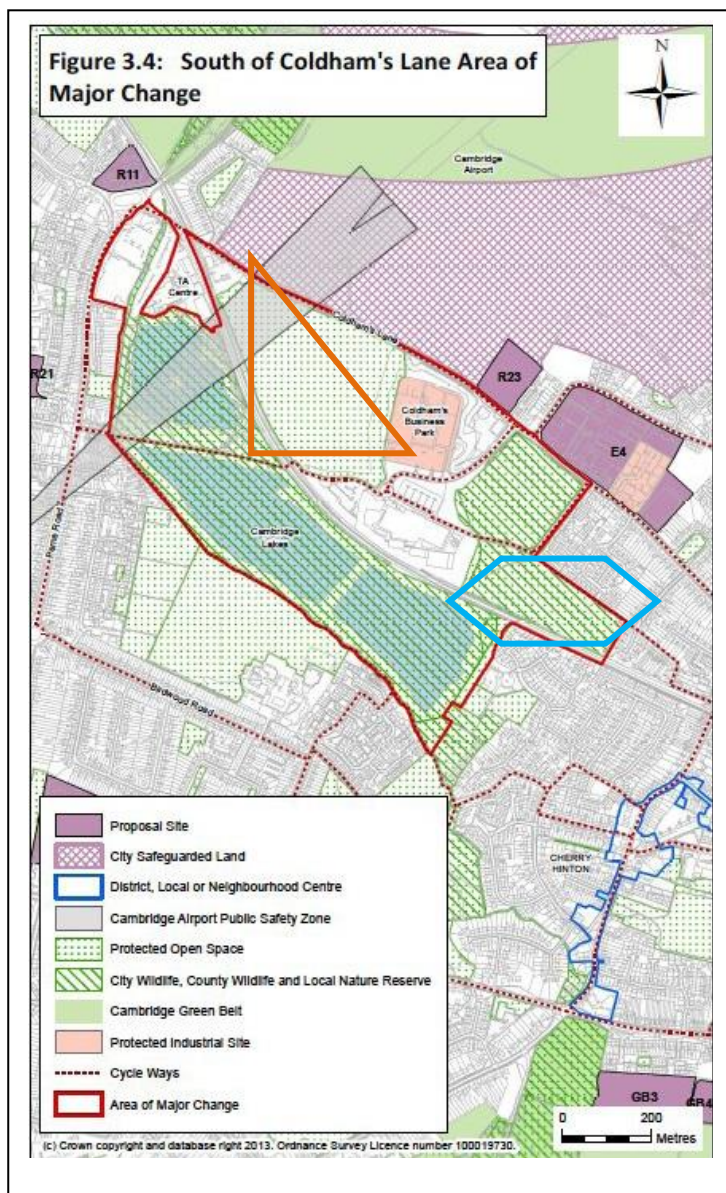 Figure 3.4: South of Coldham's Lane Area of
Major Change
N
Cambridge
Airport
R11
TA
Centre
Coldham's Lane
R21
R23
Coldham's
Business
Park
E4
Cambridge
Lakes
Perne Road
Birdwood Road
CHERRY
HINTON
Proposal Site
City Safeguarded Land
District, Local or Neighbourhood Centre
Cambridge Airport Public Safety Zone
Protected Open Space
City Wildlife, County Wildlife and Local Nature Reserve
Cambridge Green Belt
Protected Industrial Site
Cycle Ways
Area of Major Change
GB3
GB4
0 200
Metres
(c) Crown copyright and database right 2013. Ordnance Survey Licence number 100019730.